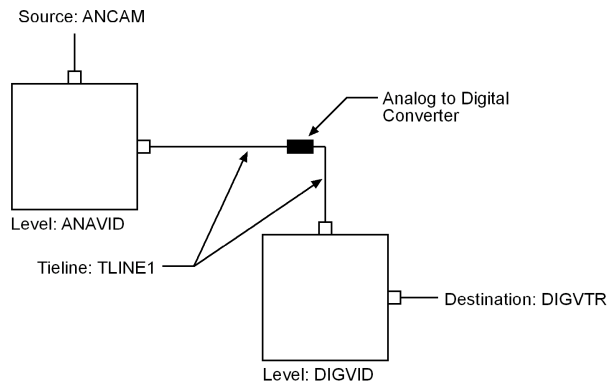 Source: ANCAM
Analog to Digital
Converter
Level: ANAVID
Tieline: TLINE1
Destination: DIGVTR
Level: DIGVID